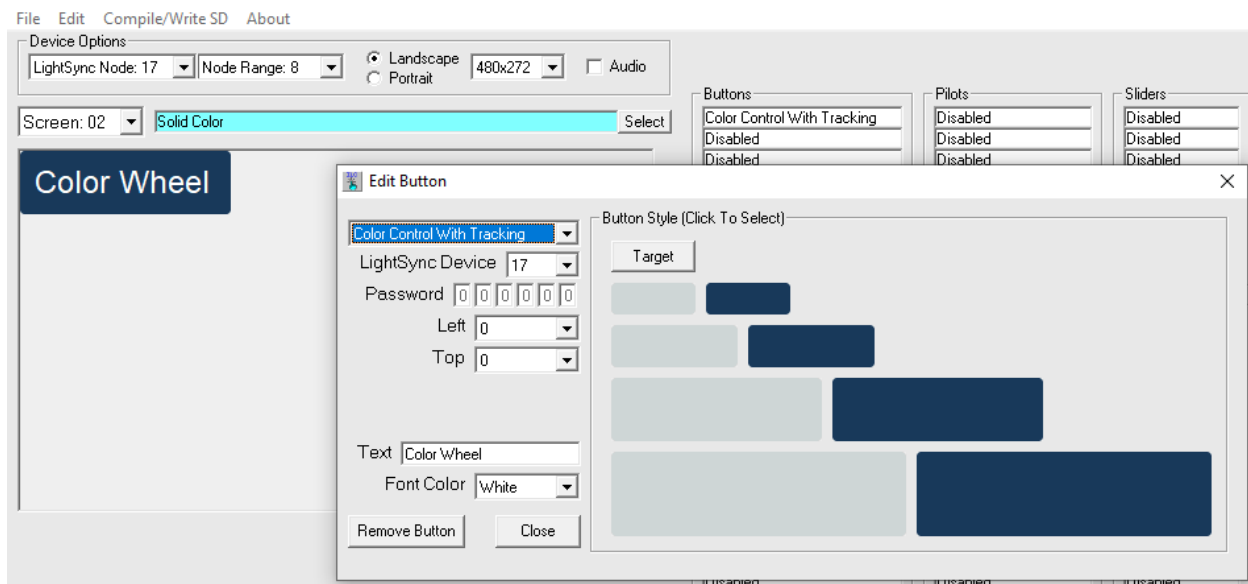 File Edit Compile/Write SD About
Device Options
LightSync Node: 17 Node Range: 8 Landscape Portrait 480x272 Audio
Screen: 02 Solid Color Select
Buttons Pilots Sliders
Color Control With Tracking Disabled Disabled
Disabled Disabled Disabled
Disabled Disabled Disabled
Color Wheel
Edit Button
Color Control With Tracking
LightSync Device 17
Password 0 0 0 0 0 0
Left 0
Top 0
Text Color Wheel
Font Color White
Remove Button Close
Button Style (Click To Select)
Target
Disabled Disabled Disabled